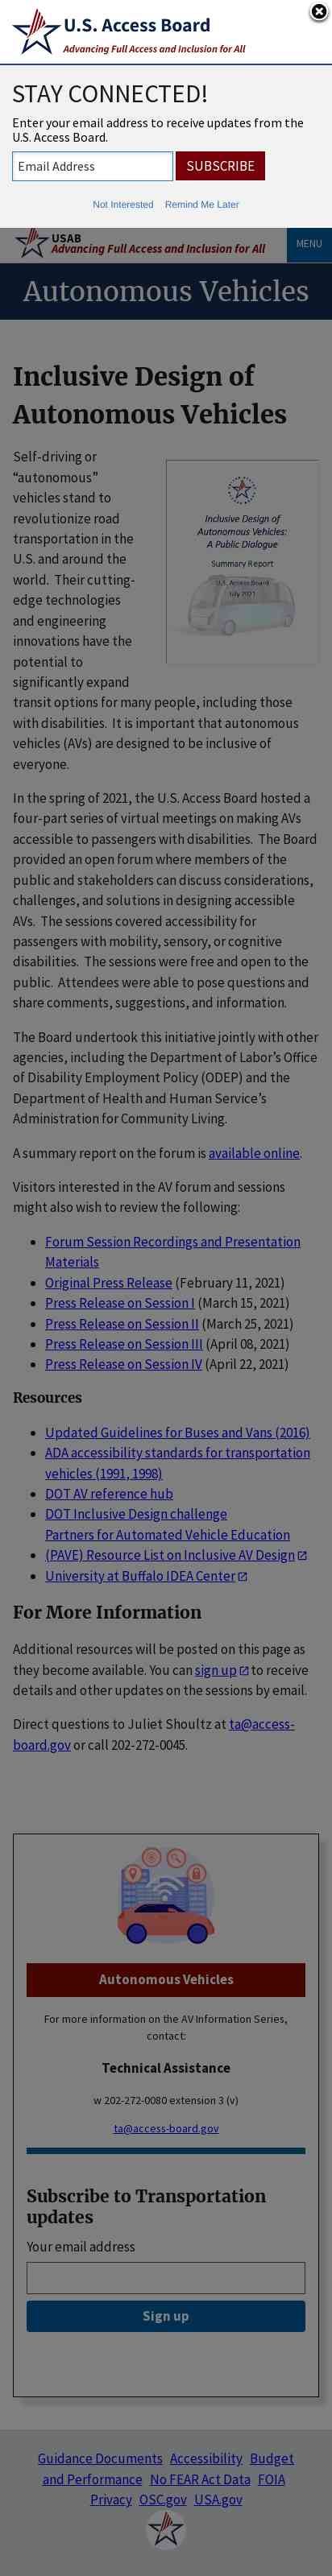 U.S. Access Board
Advancing Full Access and Inclusion for All
STAY CONNECTED!
Enter your email address to receive updates from the
U.S. Access Board.
Email Address
SUBSCRIBE
Not Interested
Remind Me Later
USAB
Advancing Full Access and Inclusion for All
MENU
Autonomous Vehicles
Inclusive Design of
Autonomous Vehicles
Self-driving or
“autonomous”
vehicles stand to
revolutionize road
transportation in the
U.S. and around the
world.  Their cutting-
edge technologies
and engineering
innovations have the
potential to
significantly expand
Inclusive Design of
Autonomous Vehicles:
A Public Dialogue
Summary Report
U.S. Access Board
July 2021
transit options for many people, including those
with disabilities.  It is important that autonomous
vehicles (AVs) are designed to be inclusive of
everyone.
In the spring of 2021, the U.S. Access Board hosted a
four-part series of virtual meetings on making AVs
accessible to passengers with disabilities.  The Board
provided an open forum where members of the
public and stakeholders can discuss considerations,
challenges, and solutions in designing accessible
AVs.  The sessions covered accessibility for
passengers with mobility, sensory, or cognitive
disabilities.  The sessions were free and open to the
public.  Attendees were able to pose questions and
share comments, suggestions, and information.
The Board undertook this initiative jointly with other
agencies, including the Department of Labor’s Office
of Disability Employment Policy (ODEP) and the
Department of Health and Human Service’s
Administration for Community Living.
A summary report on the forum is available online.
Visitors interested in the AV forum and sessions
might also wish to review the following:
Forum Session Recordings and Presentation
Materials
Original Press Release (February 11, 2021)
Press Release on Session I (March 15, 2021)
Press Release on Session II (March 25, 2021)
Press Release on Session III (April 08, 2021)
Press Release on Session IV (April 22, 2021)
Resources
Updated Guidelines for Buses and Vans (2016)
ADA accessibility standards for transportation
vehicles (1991, 1998)
DOT AV reference hub
DOT Inclusive Design challenge
Partners for Automated Vehicle Education
(PAVE) Resource List on Inclusive AV Design
University at Buffalo IDEA Center
For More Information
Additional resources will be posted on this page as
they become available. You can sign up to receive
details and other updates on the sessions by email.
Direct questions to Juliet Shoultz at ta@access-
board.gov or call 202-272-0045.
Autonomous Vehicles
For more information on the AV Information Series,
contact:
Technical Assistance
w 202-272-0080 extension 3 (v)
ta@access-board.gov
Subscribe to Transportation
updates
Your email address
Sign up
Guidance Documents Accessibility Budget
and Performance No FEAR Act Data FOIA
Privacy OSC.gov USA.gov